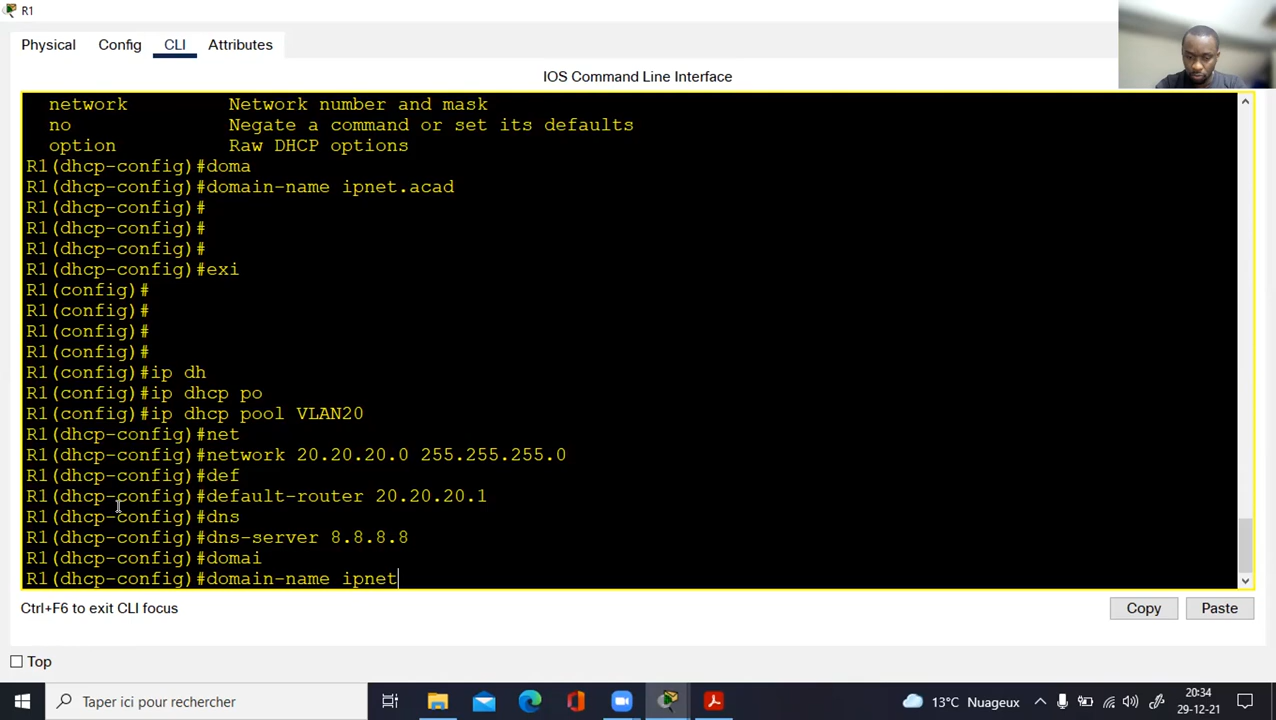 R1
Physical Config CLI Attributes
IOS Command Line Interface
network Network number and mask
no Negate a command or set its defaults
option Raw DHCP options
R1(dhcp-config)#doma
R1(dhcp-config)#domain-name ipnet.acad
R1(dhcp-config)#
R1(dhcp-config)#
R1(dhcp-config)#
R1(dhcp-config)#exi
R1(config)#
R1(config)#
R1(config)#
R1(config)#
R1(config)#ip dh
R1(config)#ip dhcp po
R1(config)#ip dhcp pool VLAN20
R1(dhcp-config)#net
R1(dhcp-config)#network 20.20.20.0 255.255.255.0
R1(dhcp-config)#def
R1(dhcp-config)#default-router 20.20.20.1
R1(dhcp-config)#dns
R1(dhcp-config)#dns-server 8.8.8.8
R1(dhcp-config)#domai
R1(dhcp-config)#domain-name ipnet
Ctrl+F6 to exit CLI focus
Copy Paste
Top
Taper ici pour rechercher
13°C Nuageux
20:34
29-12-21